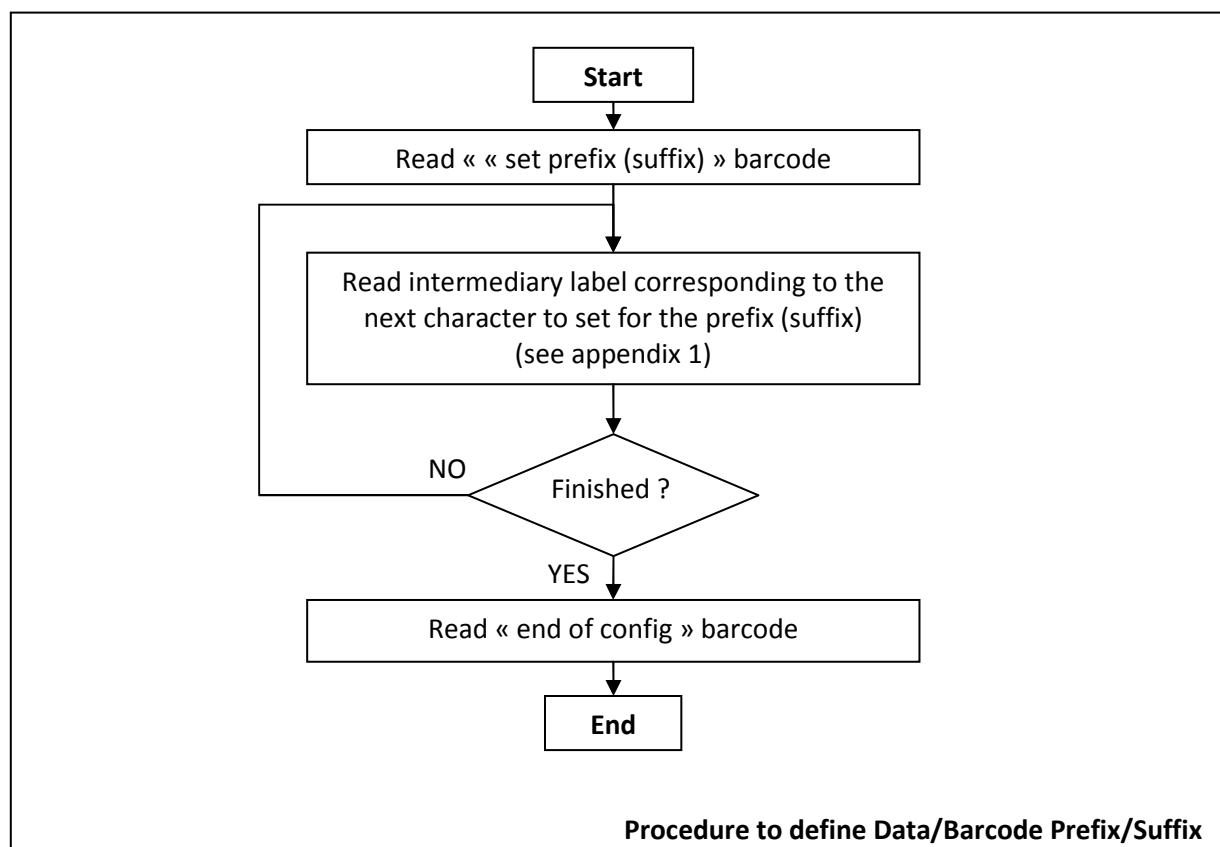 Start
Read « « set prefix (suffix) » barcode
Read intermediary label corresponding to the
next character to set for the prefix (suffix)
(see appendix 1)
NO
Finished ?
YES
Read « end of config » barcode
End
Procedure to define Data/Barcode Prefix/Suffix